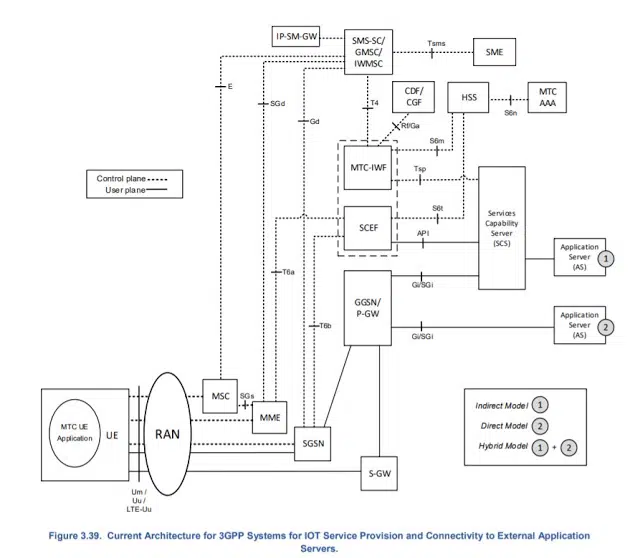 IP-SM-GW
SMS-SC/
GMSC/
IWMSC
Tsms
SME
E
SGd
Gd
T4
CDF/
CGF
Rf/Ga
HSS
S6n
MTC
AAA
S6m
MTC-IWF
Tsp
Control plane
User plane
S6t
SCEF
API
Services
Capability
Server
(SCS)
Application
Server
(AS)
1
T6a
Gi/SGi
GGSN/
P-GW
T6b
Gi/SGi
Application
Server
(AS)
2
MSC
SGs
MME
MTC UE
Application
UE
RAN
SGSN
S-GW
Um /
Uu /
LTE-Uu
Indirect Model 1
Direct Model 2
Hybrid Model 1 + 2
Figure 3.39. Current Architecture for 3GPP Systems for IOT Service Provision and Connectivity to External Application
Servers.